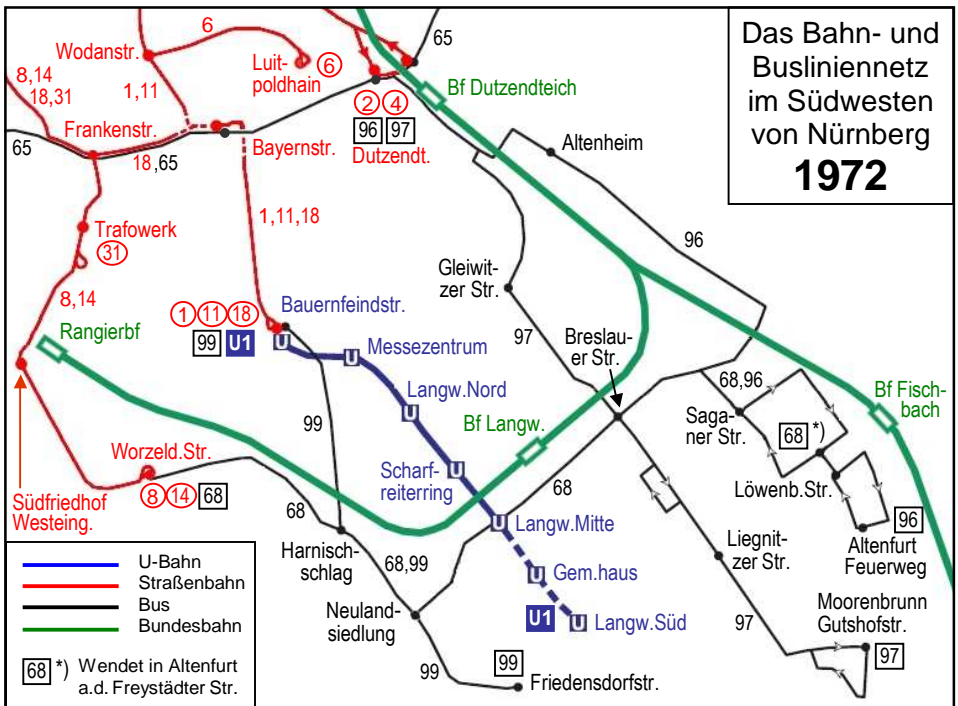 Das Bahn- und
Busliniennetz
im Südwesten
von Nürnberg
1972
Wodanstr.
6
Luit-
poldhain
6
65
8,14
18,31
1,11
Bf Dutzendteich
2 4
96 97
Dutzendt.
Altenheim
Frankenstr.
65
18,65
Bayernstr.
Trafowerk
31
1,11,18
96
Gleiwit-
zer Str.
8,14
Rangierbf
1 11 18
99 U1
Bauernfeindstr.
U
U
Messezentrum
97
Breslau-
er Str.
U
Langw.Nord
68,96
Bf Fisch-
bach
99
Bf Langw.
Saga-
ner Str.
68 *)
Südfriedhof
Westeing.
Worzeld.Str.
8 14 68
Scharf-
reiterring
U
68
Löwenb.Str.
68
U
Langw.Mitte
96
Altenfurt
Feuerweg
Harnisch-
schlag
68,99
Liegnit-
zer Str.
U
Gem.haus
Neuland-
siedlung
U1
U
Langw.Süd
97
Moorenbrunn
Gutshofstr.
97
99
99
Friedensdorfstr.
U-Bahn
Straßenbahn
Bus
Bundesbahn
68 *) Wendet in Altenfurt
a.d. Freystädter Str.